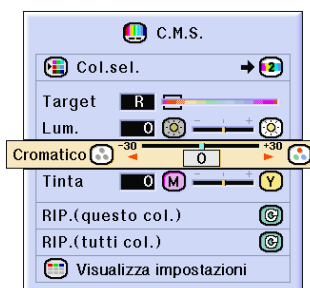 C.M.S.
Col.sel. 2
Target R
Lum. 0 - +
Cromatico -30 0 +30
Tinta 0 M - + Y
RIP.(questo col.)
RIP.(tutti col.)
Visualizza impostazioni